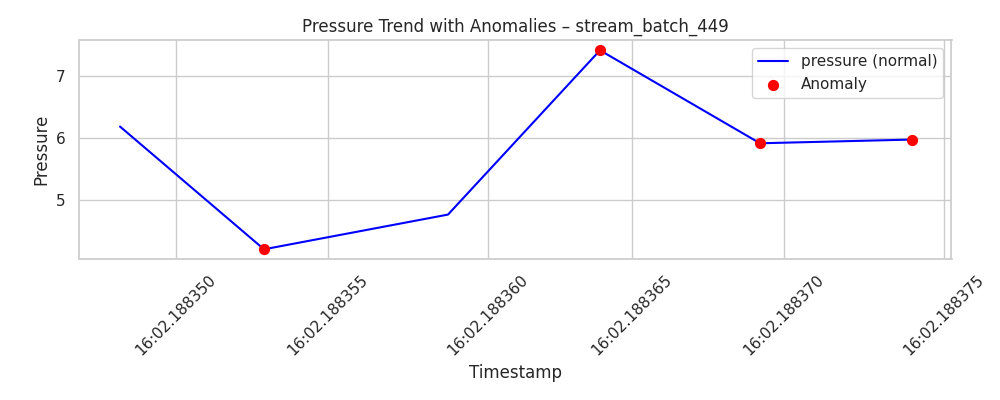 Pressure Trend with Anomalies – stream_batch_449
pressure (normal)
Anomaly
Pressure
7
6
5
16:02.188350
16:02.188355
16:02.188360
16:02.188365
16:02.188370
16:02.188375
Timestamp